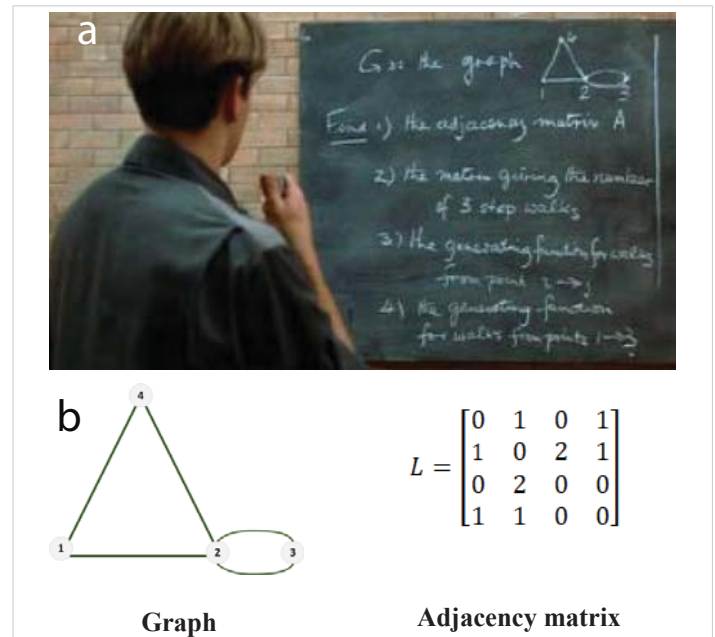 a
G is the graph
4
1 2 3
Find 1) the adjacency matrix A
2) the matrix giving the number
of 3 step walks
3) the generating function for walks
from point
4) the generating function
for walks from points 1→3
b
4
1 2 3
L =
0 1 0 1
1 0 2 1
0 2 0 0
1 1 0 0
Graph
Adjacency matrix